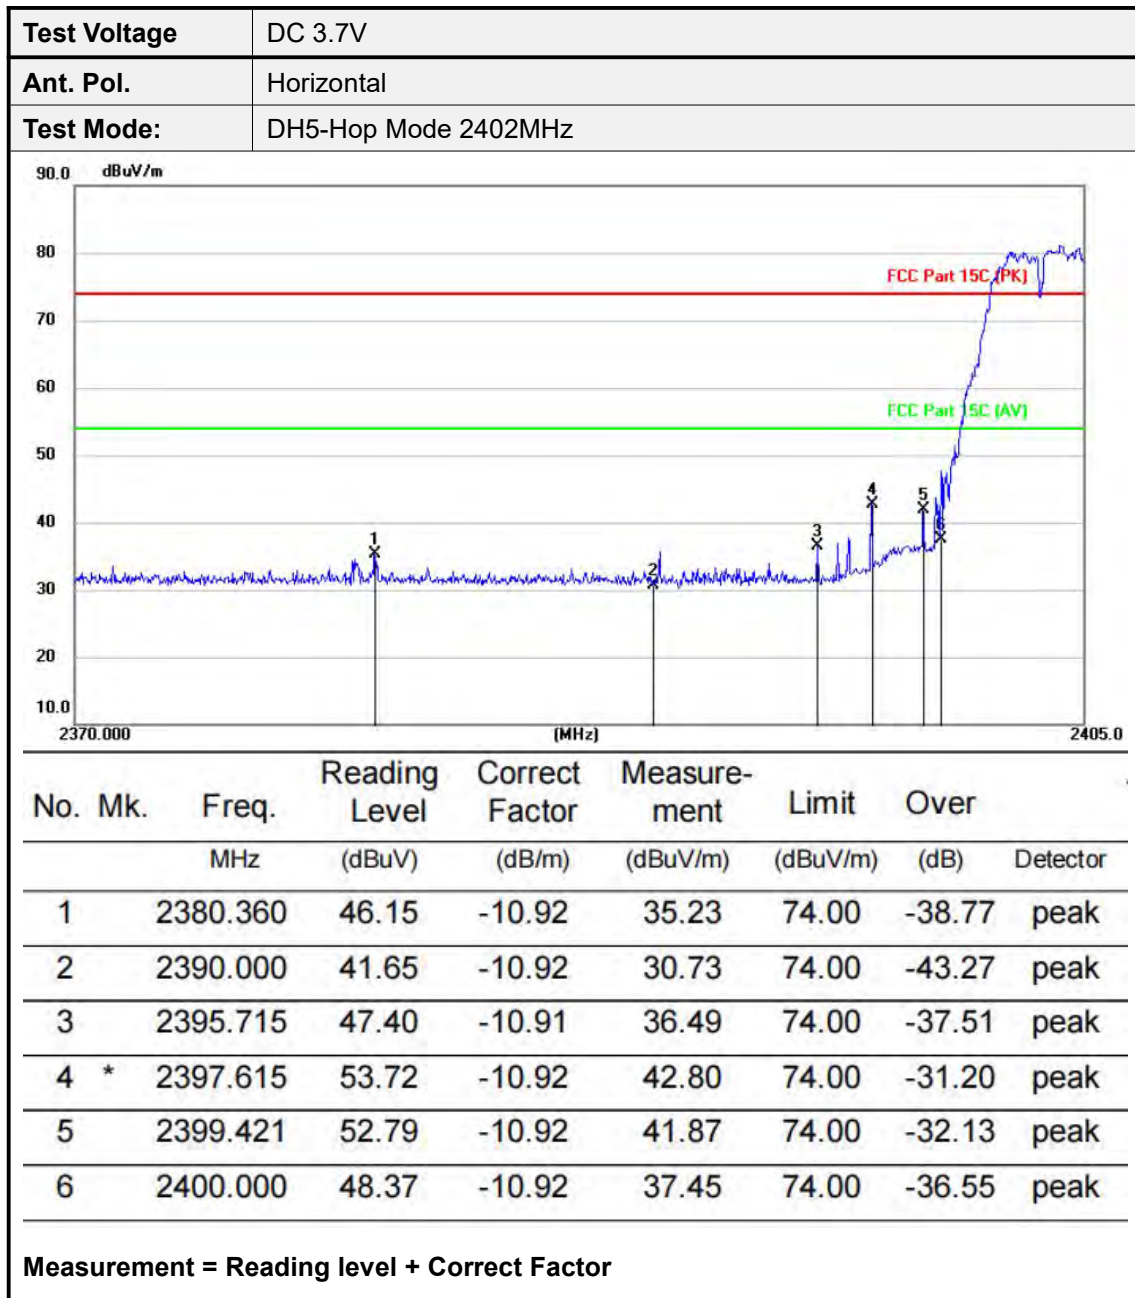 Test Voltage DC 3.7V
Ant. Pol. Horizontal
Test Mode: DH5-Hop Mode 2402MHz
90.0 dBuV/m
80
FCC Part 15C (PK)
70
60
FCC Part 15C (AV)
50
4
5
40
1
3
6
2
30
20
10.0
2370.000 (MHz) 2405.0
No. Mk. Freq. Reading Level Correct Factor Measure-ment Limit Over
MHz (dBuV) (dB/m) (dBuV/m) (dBuV/m) (dB) Detector
1 2380.360 46.15 -10.92 35.23 74.00 -38.77 peak
2 2390.000 41.65 -10.92 30.73 74.00 -43.27 peak
3 2395.715 47.40 -10.91 36.49 74.00 -37.51 peak
4 * 2397.615 53.72 -10.92 42.80 74.00 -31.20 peak
5 2399.421 52.79 -10.92 41.87 74.00 -32.13 peak
6 2400.000 48.37 -10.92 37.45 74.00 -36.55 peak
Measurement = Reading level + Correct Factor